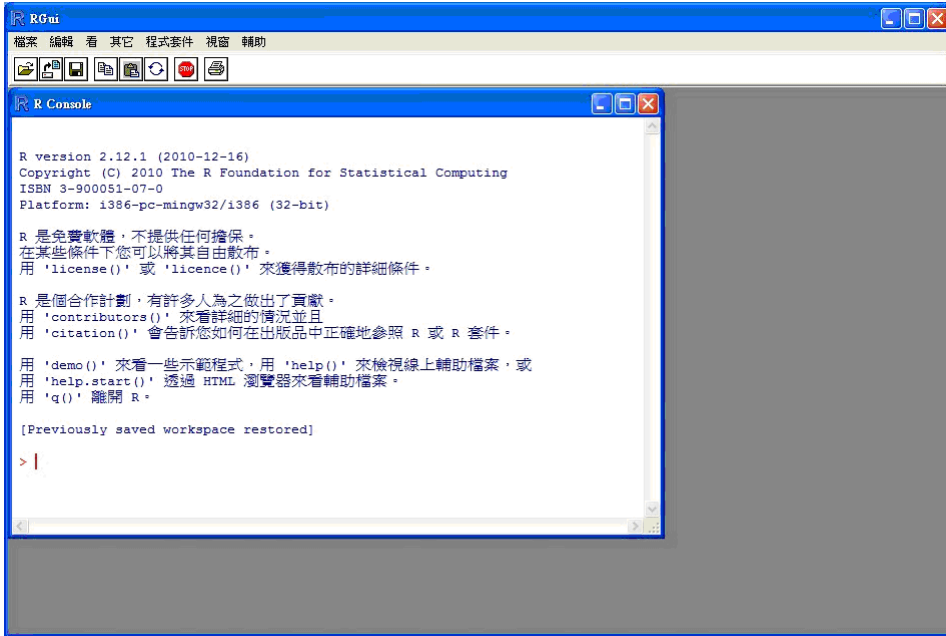 RGui
檔案 編輯 看 其它 程式套件 視窗 輔助
STOP
R Console
R version 2.12.1 (2010-12-16)
Copyright (C) 2010 The R Foundation for Statistical Computing
ISBN 3-900051-07-0
Platform: i386-pc-mingw32/i386 (32-bit)
R 是免費軟體，不提供任何擔保。
在某些條件下您可以將其自由散布。
用 'license()' 或 'licence()' 來獲得散布的詳細條件。
R 是個合作計劃，有許多人為之做出了貢獻。
用 'contributors()' 來看詳細的情況並且
用 'citation()' 會告訴您如何在出版品中正確地參照 R 或 R 套件。
用 'demo()' 來看一些示範程式，用 'help()' 來檢視線上輔助檔案，或
用 'help.start()' 透過 HTML 瀏覽器來看輔助檔案。
用 'q()' 離開 R。
[Previously saved workspace restored]
>